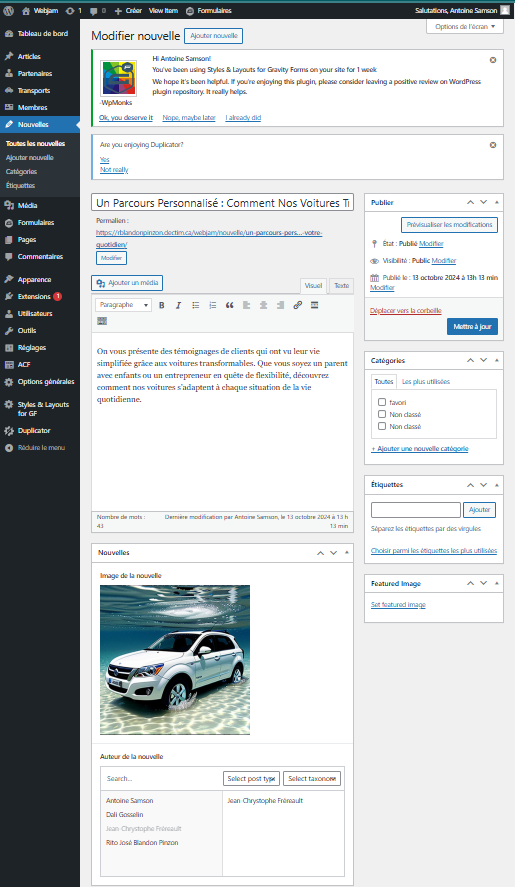 Webjam
1
0
Créer
View Item
Formulaires
Salutations, Antoine Samson
Tableau de bord
Articles
Partenaires
Transports
Membres
Nouvelles
Toutes les nouvelles
Ajouter nouvelle
Catégories
Étiquettes
Média
Formulaires
Pages
Commentaires
Apparence
Extensions 1
Utilisateurs
Outils
Réglages
ACF
Options générales
Styles & Layouts
for GF
Duplicator
Réduire le menu
Options de l'écran
Modifier nouvelle
Ajouter nouvelle
Hi Antoine Samson!
You've been using Styles & Layouts for Gravity Forms on your site for 1 week
We hope it's been helpful. If you're enjoying this plugin, please consider leaving a positive review on WordPress
plugin repository. It really helps.
-WpMonks
Ok, you deserve it
Nope, maybe later
I already did
Are you enjoying Duplicator?
Yes
Not really
Un Parcours Personnalisé : Comment Nos Voitures Tr
Permalien :
https://rblandonpinzon.dectim.ca/webjam/nouvelle/un-parcours-pers...-votre-
quotidien/
Modifier
Ajouter un média
Visuel
Texte
Paragraphe
B I
On vous présente des témoignages de clients qui ont vu leur vie
simplifiée grâce aux voitures transformables. Que vous soyez un parent
avec enfants ou un entrepreneur en quête de flexibilité, découvrez
comment nos voitures s'adaptent à chaque situation de la vie
quotidienne.
Nombre de mots :
43
Dernière modification par Antoine Samson, le 13 octobre 2024 à 13 h
13 min
Nouvelles
Image de la nouvelle
Auteur de la nouvelle
Search...
Select post type
Select taxonomy
Antoine Samson
Dali Gosselin
Jean-Chrystophe Fréreault
Rito José Blandon Pinzon
Jean-Chrystophe Fréreault
Publier
Prévisualiser les modifications
État : Publié Modifier
Visibilité : Public Modifier
Publié le : 13 octobre 2024 à 13h 13 min
Modifier
Déplacer vers la corbeille
Mettre à jour
Catégories
Toutes
Les plus utilisées
favori
Non classé
Non classé
+ Ajouter une nouvelle catégorie
Étiquettes
Ajouter
Séparez les étiquettes par des virgules
Choisir parmi les étiquettes les plus utilisées
Featured Image
Set featured image